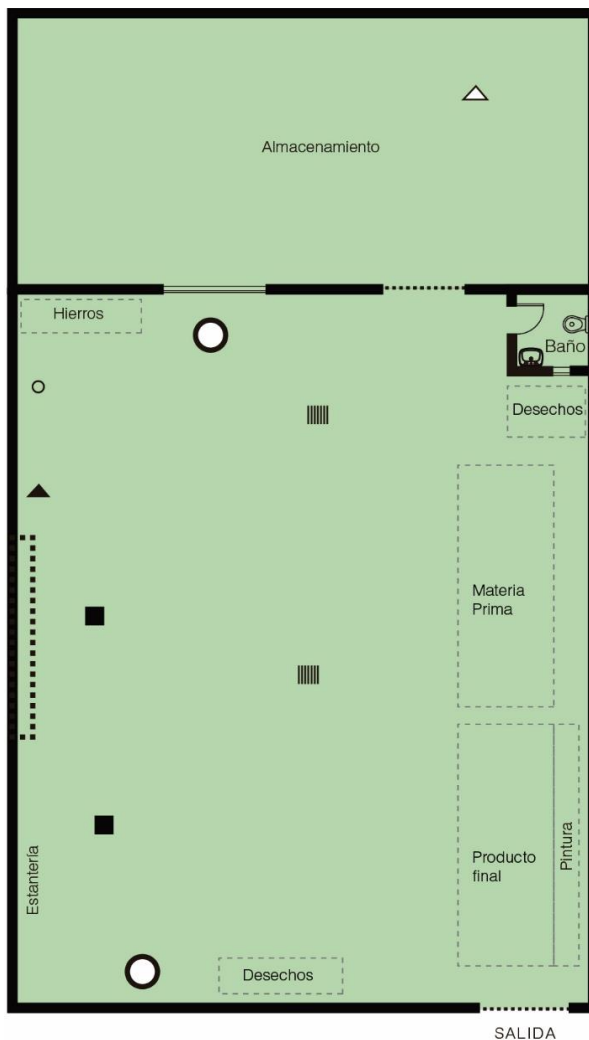 Almacenamiento
Hierros
Baño
Desechos
Materia
Prima
Producto
final
Pintura
Estantería
Desechos
SALIDA